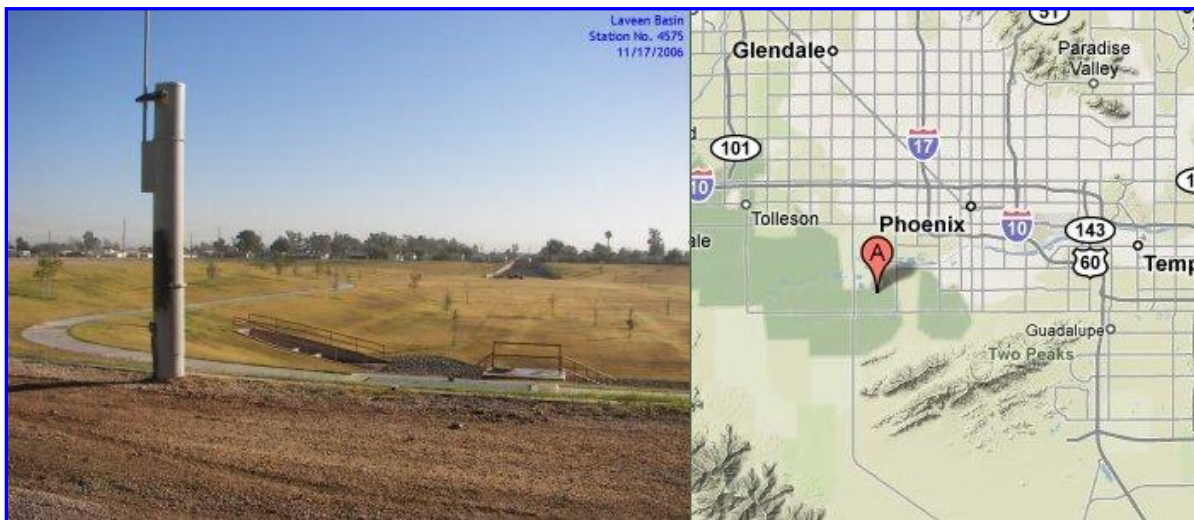 Laveen Basin
Station No. 4575
11/17/2006
51
Glendale
Paradise
Valley
101
17
10
Tolleson
Phoenix
10
143
A
60
Temp
ale
Guadalupe
Two Peaks